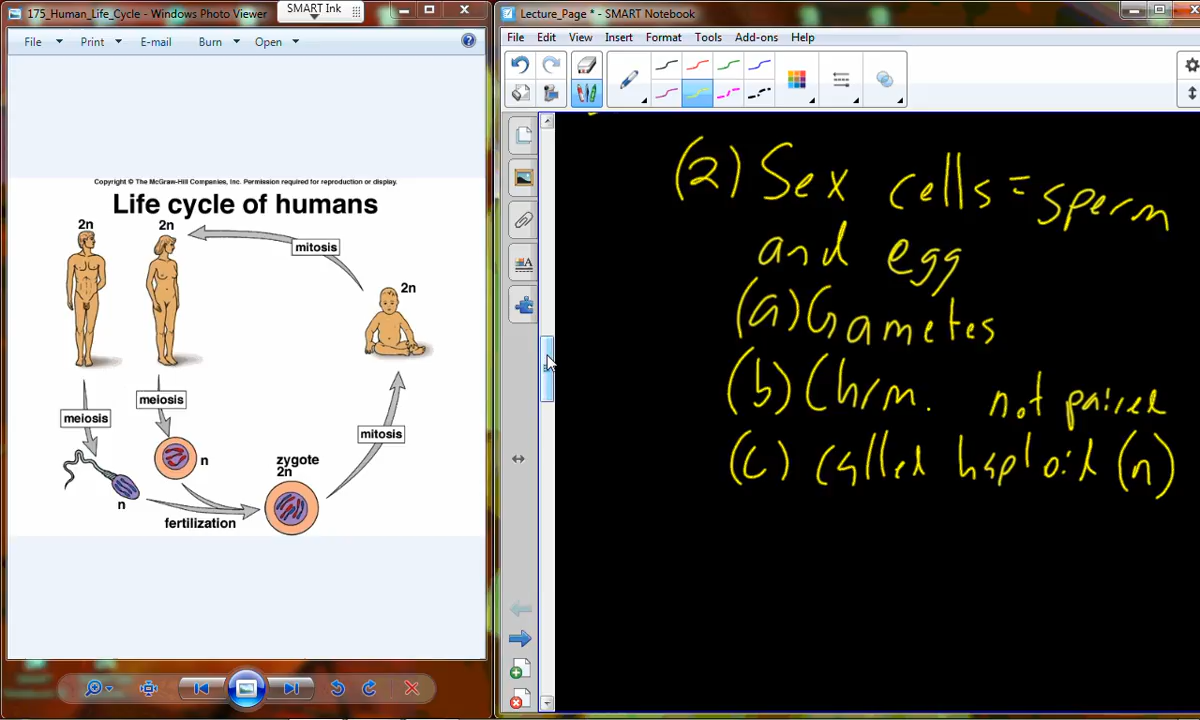 175_Human_Life_Cycle - Windows Photo Viewer
SMART Ink
File Print E-mail Burn Open
Copyright © The McGraw-Hill Companies, Inc. Permission required for reproduction or display.
Life cycle of humans
2n
2n
mitosis
2n
meiosis
meiosis
mitosis
n
zygote
2n
n
fertilization
Lecture_Page * - SMART Notebook
File Edit View Insert Format Tools Add-ons Help
(2) Sex cells = sperm
and egg
(a) Gametes
(b) Chrm. not paired
(c) called haploid (n)